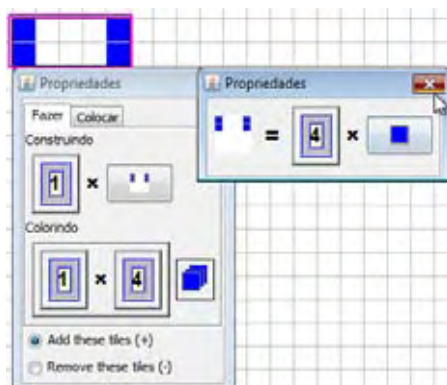 Propriedades
Fazer Colocar
Construindo
1 ×
Colorindo
1 × 4
Add these tiles (+)
Remove these tiles (-)
Propriedades
= 4 ×